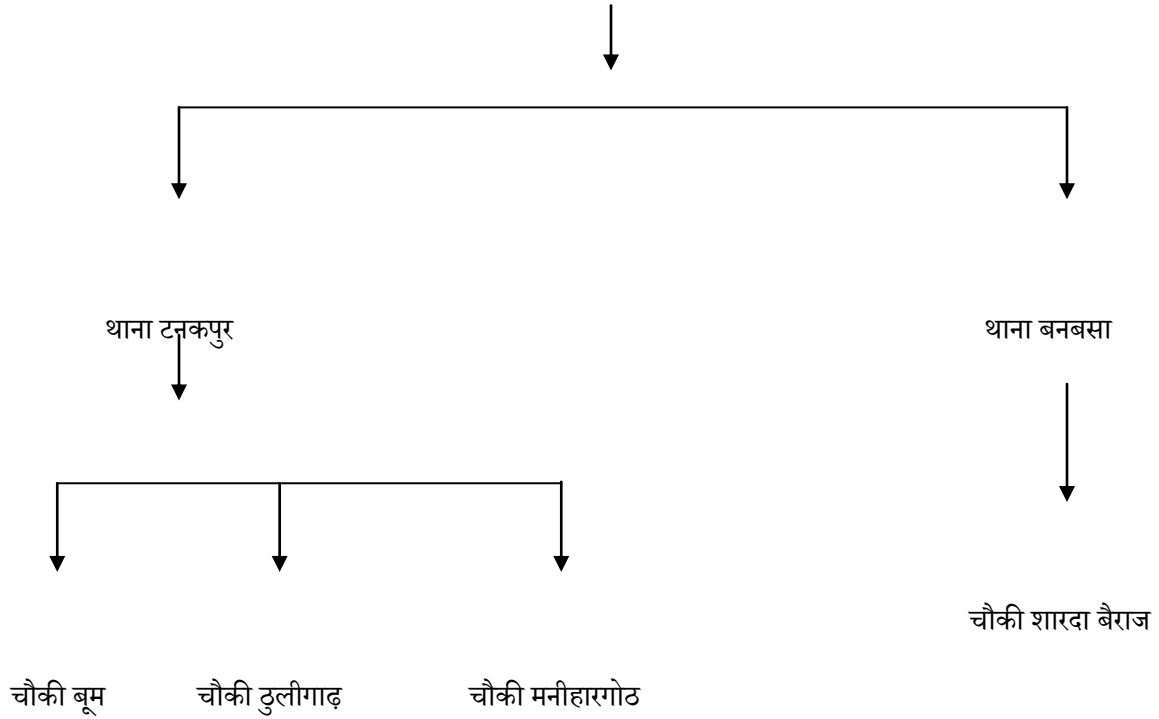 थाना टनकपुर
थाना बनबसा
चौकी शारदा बैराज
चौकी बूम
चौकी ठुलीगाढ़
चौकी मनीहारगोठ